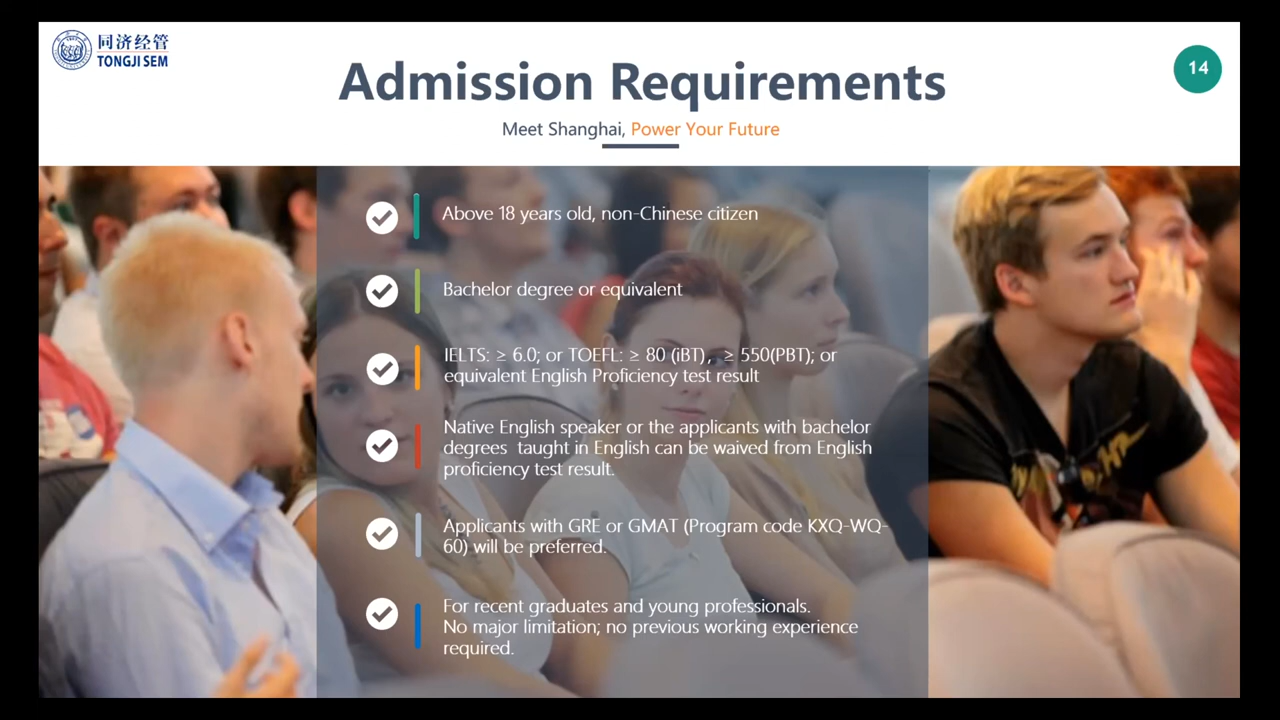 同济经管
TONGJI SEM
Admission Requirements
14
Meet Shanghai, Power Your Future
Above 18 years old, non-Chinese citizen
Bachelor degree or equivalent
IELTS: ≥ 6.0; or TOEFL: ≥ 80 (iBT)，≥ 550(PBT); or
equivalent English Proficiency test result
Native English speaker or the applicants with bachelor
degrees taught in English can be waived from English
proficiency test result.
Applicants with GRE or GMAT (Program code KXQ-WQ-
60) will be preferred.
For recent graduates and young professionals.
No major limitation; no previous working experience
required.